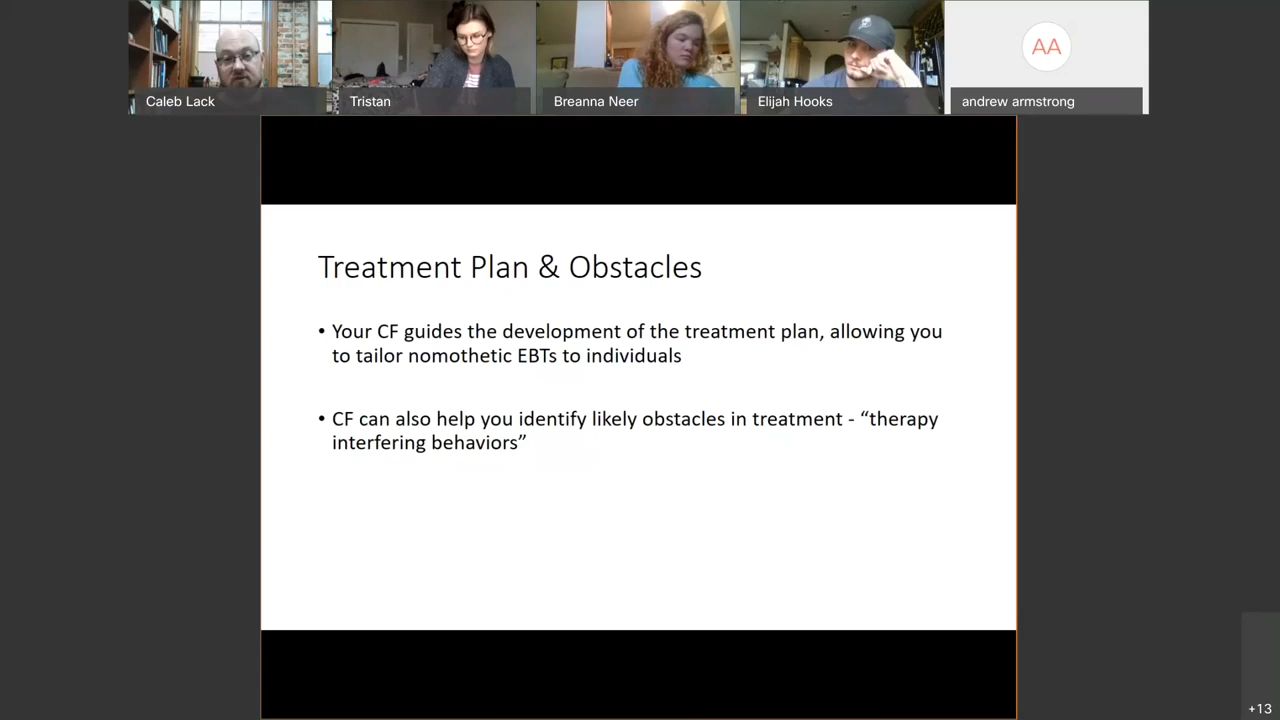 AA
Caleb Lack
Tristan
Breanna Neer
Elijah Hooks
andrew armstrong
Treatment Plan & Obstacles
• Your CF guides the development of the treatment plan, allowing you
to tailor nomothetic EBTs to individuals
• CF can also help you identify likely obstacles in treatment - “therapy
interfering behaviors”
+13